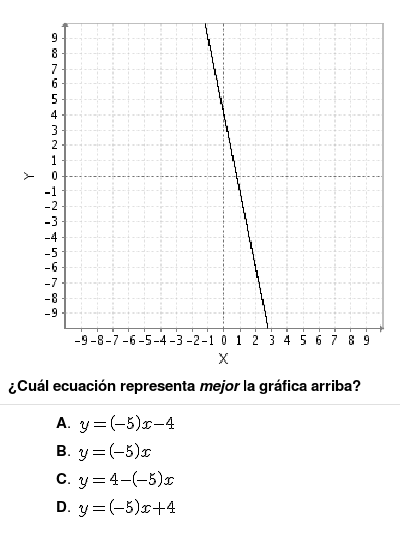 9
8
7
6
5
4
3
2
1
0
-1
-2
-3
-4
-5
-6
-7
-8
-9
Y
-9 -8 -7 -6 -5 -4 -3 -2 -1 0 1 2 3 4 5 6 7 8 9
X
¿Cuál ecuación representa mejor la gráfica arriba?
A. y = (-5)x-4
B. y = (-5)x
C. y = 4-(-5)x
D. y = (-5)x+4